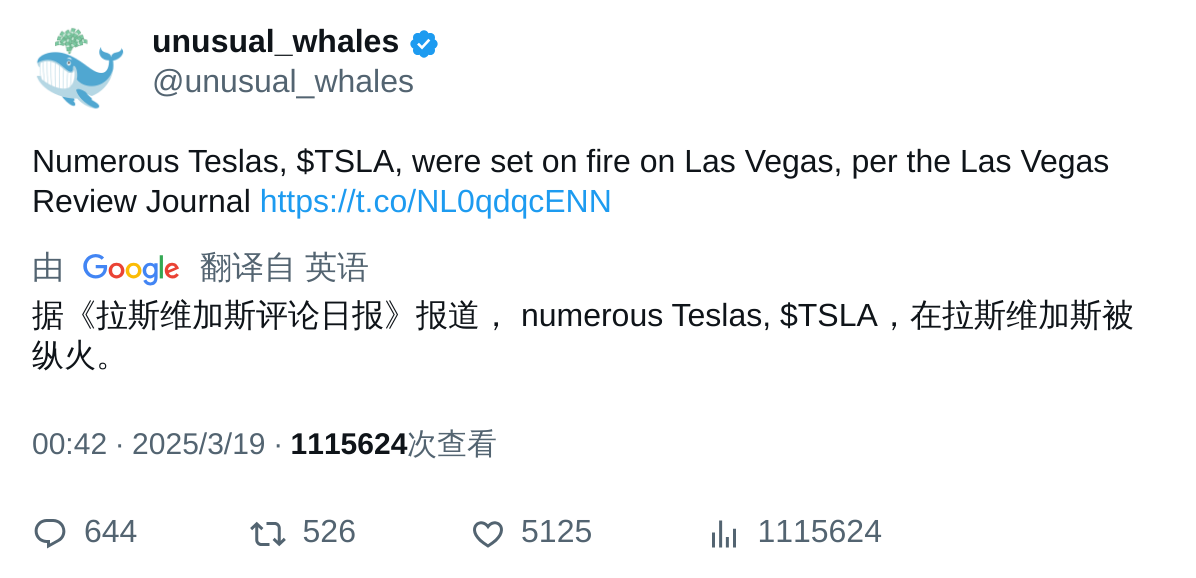 unusual_whales
@unusual_whales
Numerous Teslas, $TSLA, were set on fire on Las Vegas, per the Las Vegas
Review Journal https://t.co/NL0qdqcENN
由 Google 翻译自 英语
据《拉斯维加斯评论日报》报道， numerous Teslas, $TSLA，在拉斯维加斯被
纵火。
00:42 · 2025/3/19 · 1115624次查看
644 526 5125 1115624